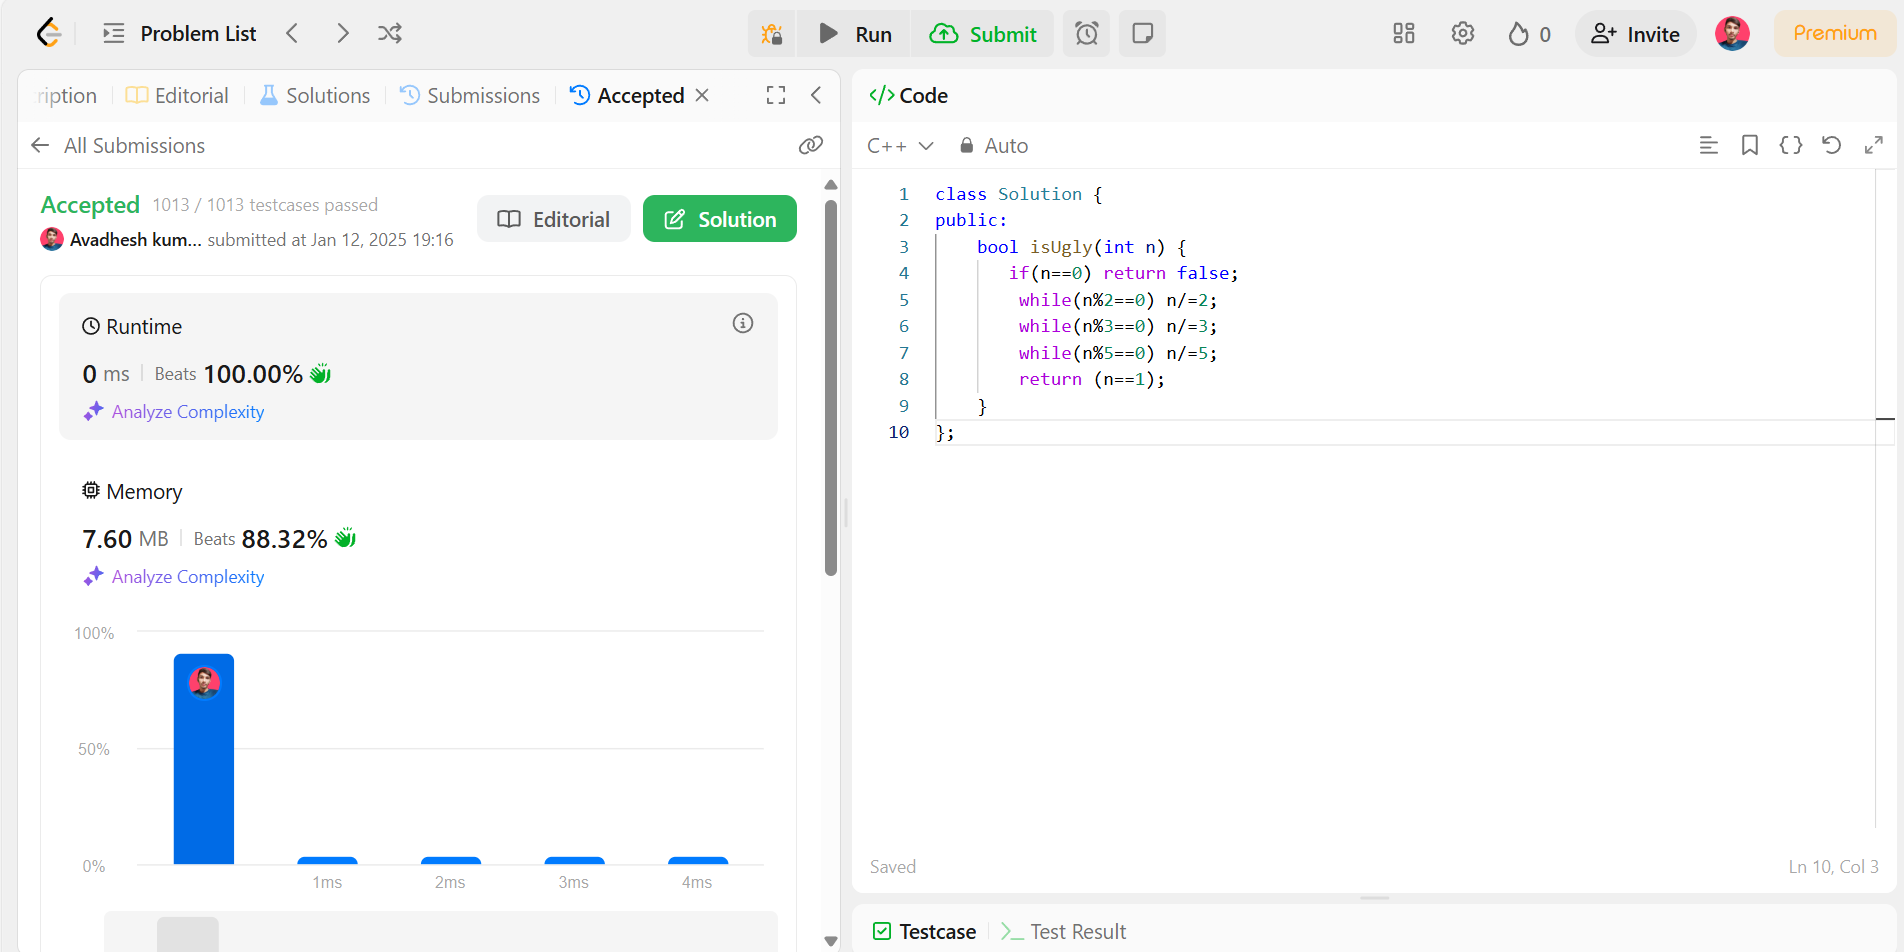 Problem List
Run
Submit
0
Invite
Premium
ription
Editorial
Solutions
Submissions
Accepted
All Submissions
Accepted 1013 / 1013 testcases passed
Avadhesh kum... submitted at Jan 12, 2025 19:16
Editorial
Solution
Runtime
0 ms Beats 100.00%
Analyze Complexity
Memory
7.60 MB Beats 88.32%
Analyze Complexity
100%
50%
0%
1ms 2ms 3ms 4ms
</> Code
C++ Auto
1 class Solution {
2 public:
3     bool isUgly(int n) {
4        if(n==0) return false;
5         while(n%2==0) n/=2;
6         while(n%3==0) n/=3;
7         while(n%5==0) n/=5;
8         return (n==1);
9     }
10 };
Saved
Ln 10, Col 3
Testcase
Test Result